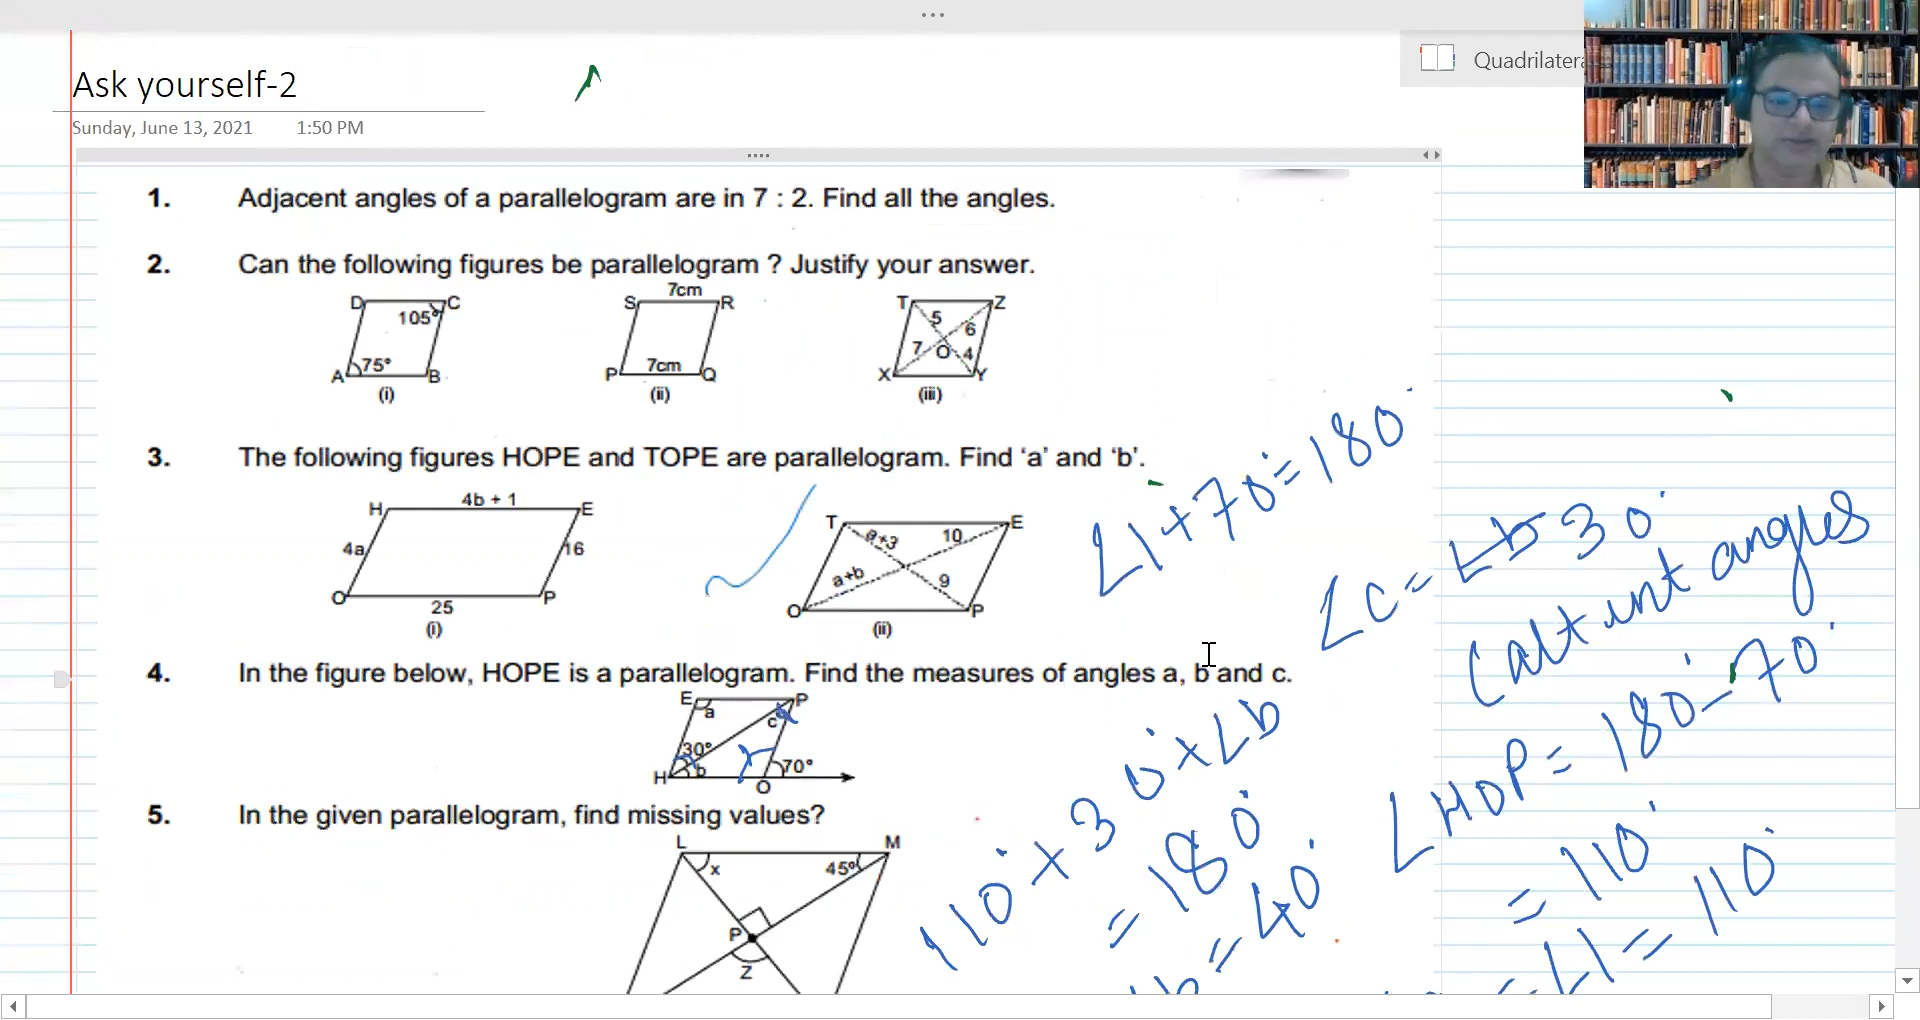 Quadrilatera
Ask yourself-2
Sunday, June 13, 2021 1:50 PM
1. Adjacent angles of a parallelogram are in 7 : 2. Find all the angles.
2. Can the following figures be parallelogram ? Justify your answer.
D C 105° A 75° B
(i)
S 7cm R P 7cm Q
(ii)
T Z 5 6 7 O 4 X Y
(iii)
3. The following figures HOPE and TOPE are parallelogram. Find ‘a’ and ‘b’.
H 4b + 1 E
4a 16
O 25 P
(i)
T E
a+3 10
a+b 9
O P
(ii)
4. In the figure below, HOPE is a parallelogram. Find the measures of angles a, b and c.
E a P c
30° b 70°
H O
5. In the given parallelogram, find missing values?
L M
x 45°
P
Z
∠1+70°=180°
∠C = 30°
(alt int angles
∠HOP = 180°-70°
= 110°
=∠1 = 110°
110°+30°+∠b
= 180°
b = 40°